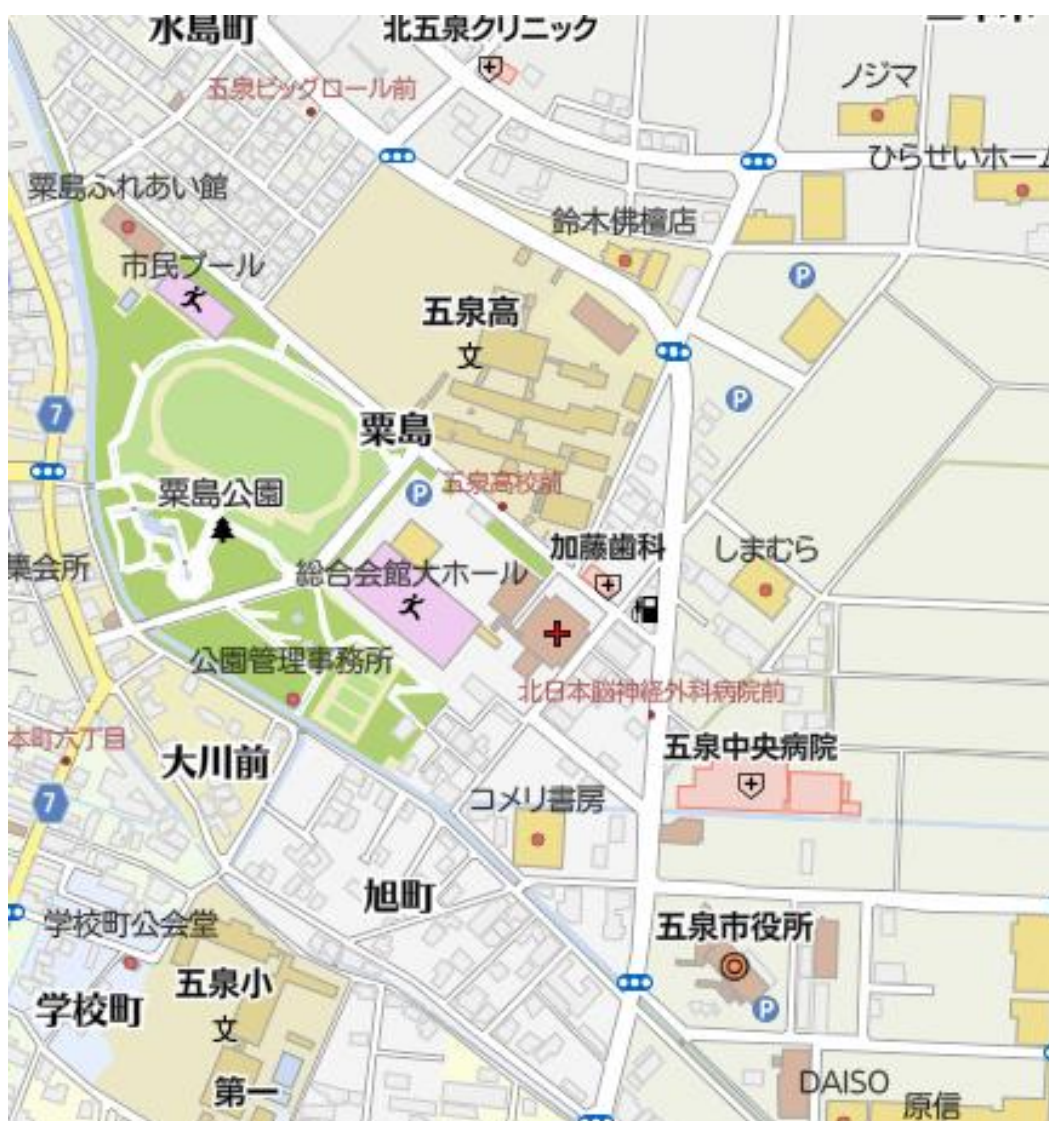 水島町
北五泉クリニック
五泉ビッグロール前
ノジマ
ひらせいホーム
粟島ふれあい館
鈴木佛檀店
市民プール
P
五泉高
文
P
7
粟島
粟島公園
P
五泉高校前
加藤歯科
しまむら
集会所
総合会館大ホール
公園管理事務所
北日本脳神経外科病院前
本町六丁目
大川前
五泉中央病院
7
コメリ書房
旭町
学校町公会堂
五泉市役所
五泉小
学校町
文
P
第一
DAISO
原信